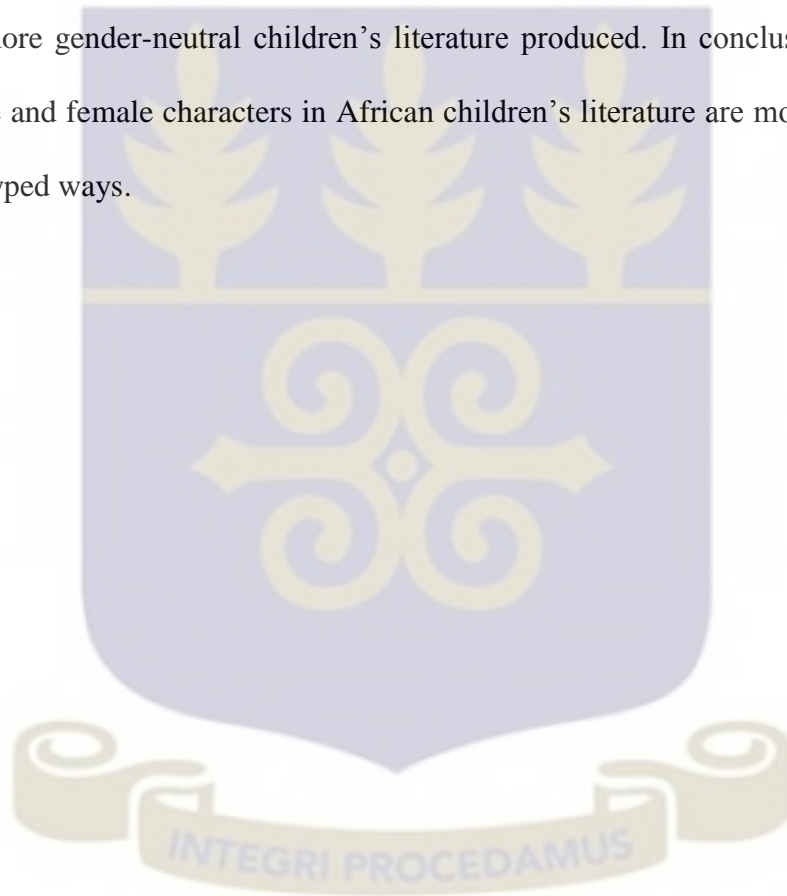 ore gender-neutral children's literature produced. In conclus
and female characters in African children's literature are mo
yped ways.
INTEGRI PROCEDAMUS